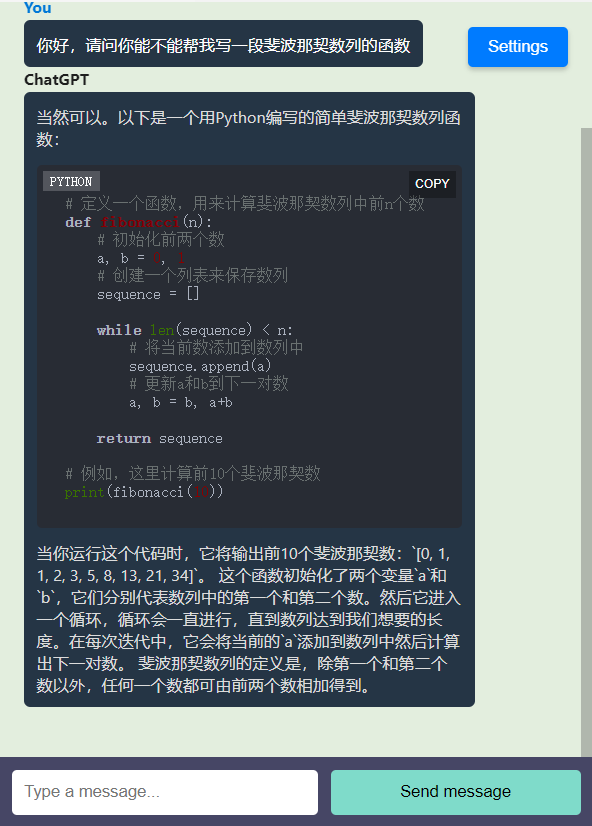 You
你好，请问你能不能帮我写一段斐波那契数列的函数
Settings
ChatGPT
当然可以。以下是一个用Python编写的简单斐波那契数列函
数：
PYTHON
COPY
# 定义一个函数，用来计算斐波那契数列中前n个数
def fibonacci(n):
# 初始化前两个数
a, b = ,
# 创建一个列表来保存数列
sequence = []
while len(sequence) < n:
# 将当前数添加到数列中
sequence.append(a)
# 更新a和b到下一对数
a, b = b, a+b
return sequence
# 例如，这里计算前10个斐波那契数
print(fibonacci())
当你运行这个代码时，它将输出前10个斐波那契数：`[0, 1,
1, 2, 3, 5, 8, 13, 21, 34]`。 这个函数初始化了两个变量`a`和
`b`，它们分别代表数列中的第一个和第二个数。然后它进入
一个循环，循环会一直进行，直到数列达到我们想要的长
度。在每次迭代中，它会将当前的`a`添加到数列中然后计算
出下一对数。 斐波那契数列的定义是，除第一个和第二个
数以外，任何一个数都可由前两个数相加得到。
Type a message...
Send message